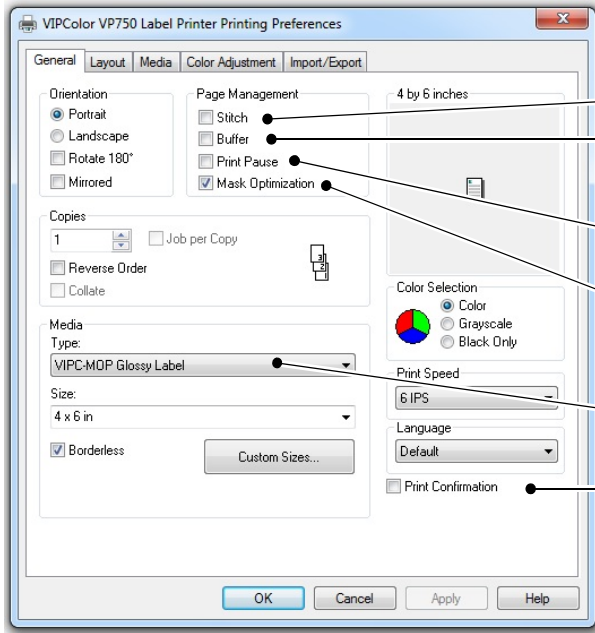 VIPColor VP750 Label Printer Printing Preferences
General Layout Media Color Adjustment Import/Export
Orientation
Portrait
Landscape
Rotate 180°
Mirrored
Page Management
Stitch
Buffer
Print Pause
Mask Optimization
4 by 6 inches
Copies
1
Job per Copy
Reverse Order
Collate
3
2
1
Color Selection
Color
Grayscale
Black Only
Media
Type:
VIPC-MOP Glossy Label
Size:
4 x 6 in
Borderless
Custom Sizes...
Print Speed
6 IPS
Language
Default
Print Confirmation
OK Cancel Apply Help